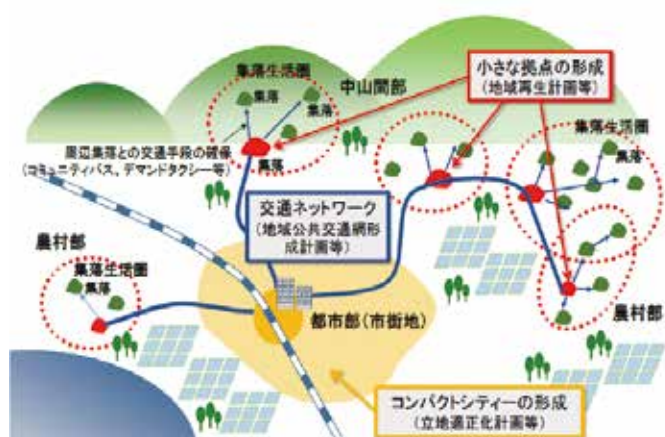 集落生活圏
集落
集落
集落
中山間部
小さな拠点の形成
(地域再生計画等)
集落生活圏
集落
周辺集落との交通手段の確保
(コミュニティバス、デマンドタクシー等)
交通ネットワーク
(地域公共交通網形
成計画等)
農村部
集落生活圏
集落
都市部(市街地)
農村部
コンパクトシティーの形成
(立地適正化計画等)